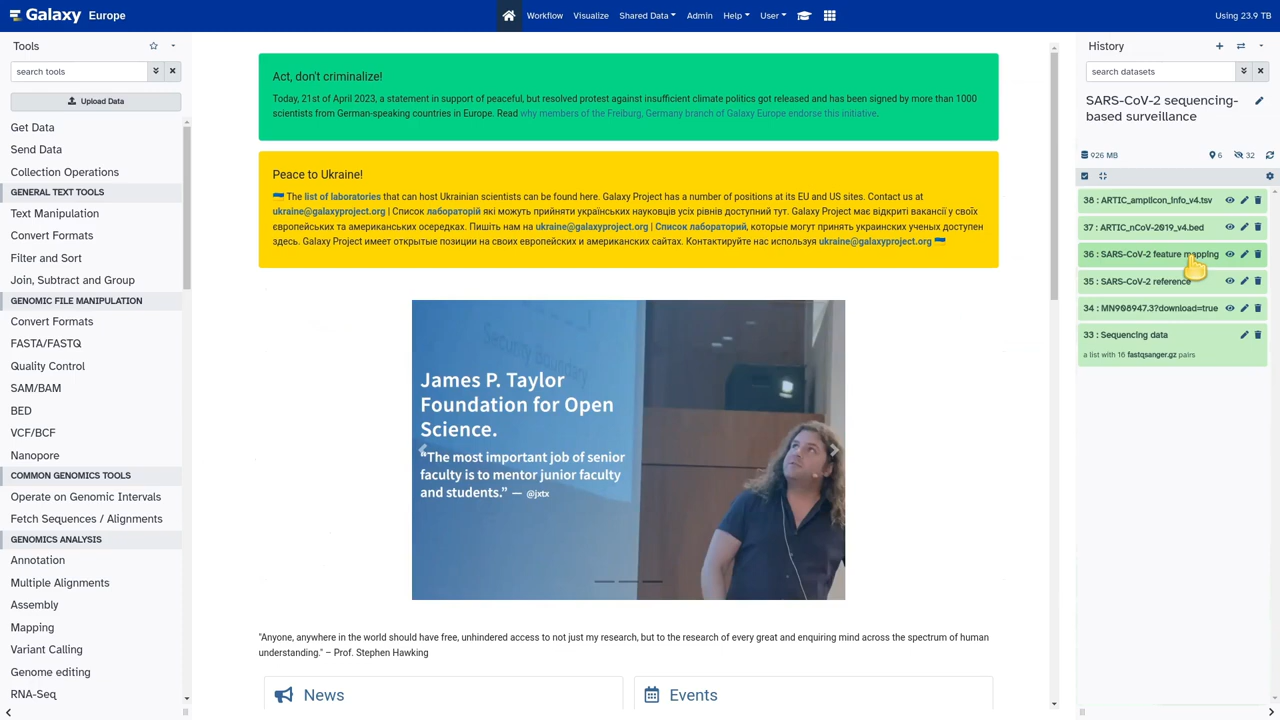 Galaxy Europe
Workflow Visualize Shared Data Admin Help User
Using 23.9 TB
Tools
search tools
Upload Data
Get Data
Send Data
Collection Operations
GENERAL TEXT TOOLS
Text Manipulation
Convert Formats
Filter and Sort
Join, Subtract and Group
GENOMIC FILE MANIPULATION
Convert Formats
FASTA/FASTQ
Quality Control
SAM/BAM
BED
VCF/BCF
Nanopore
COMMON GENOMICS TOOLS
Operate on Genomic Intervals
Fetch Sequences / Alignments
GENOMICS ANALYSIS
Annotation
Multiple Alignments
Assembly
Mapping
Variant Calling
Genome editing
RNA-Seq
Act, don't criminalize!
Today, 21st of April 2023, a statement in support of peaceful, but resolved protest against insufficient climate politics got released and has been signed by more than 1000
scientists from German-speaking countries in Europe. Read why members of the Freiburg, Germany branch of Galaxy Europe endorse this initiative.
Peace to Ukraine!
🇺🇦 The list of laboratories that can host Ukrainian scientists can be found here. Galaxy Project has a number of positions at its EU and US sites. Contact us at
ukraine@galaxyproject.org | Список лабораторій які можуть прийняти українських науковців усіх рівнів доступний тут. Galaxy Project має відкриті вакансії у своїх
європейських та американських осередках. Пишіть нам на ukraine@galaxyproject.org | Список лабораторий, которые могут принять украинских ученых доступен
здесь. Galaxy Project имеет открытые позиции на своих европейских и американских сайтах. Контактируйте нас используя ukraine@galaxyproject.org 🇺🇦
James P. Taylor
Foundation for Open
Science.
"The most important job of senior
faculty is to mentor junior faculty
and students." — @jxtx
"Anyone, anywhere in the world should have free, unhindered access to not just my research, but to the research of every great and enquiring mind across the spectrum of human
understanding." – Prof. Stephen Hawking
News
Events
History
search datasets
SARS-CoV-2 sequencing-
based surveillance
926 MB 6 32
38 : ARTIC_amplicon_info_v4.tsv
37 : ARTIC_nCoV-2019_v4.bed
36 : SARS-CoV-2 feature mapping
35 : SARS-CoV-2 reference
34 : MN908947.3?download=true
33 : Sequencing data
a list with 16 fastqsanger.gz pairs